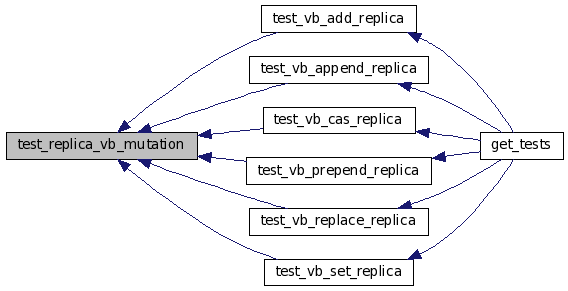 test_vb_add_replica
test_vb_append_replica
test_replica_vb_mutation
test_vb_cas_replica
get_tests
test_vb_prepend_replica
test_vb_replace_replica
test_vb_set_replica